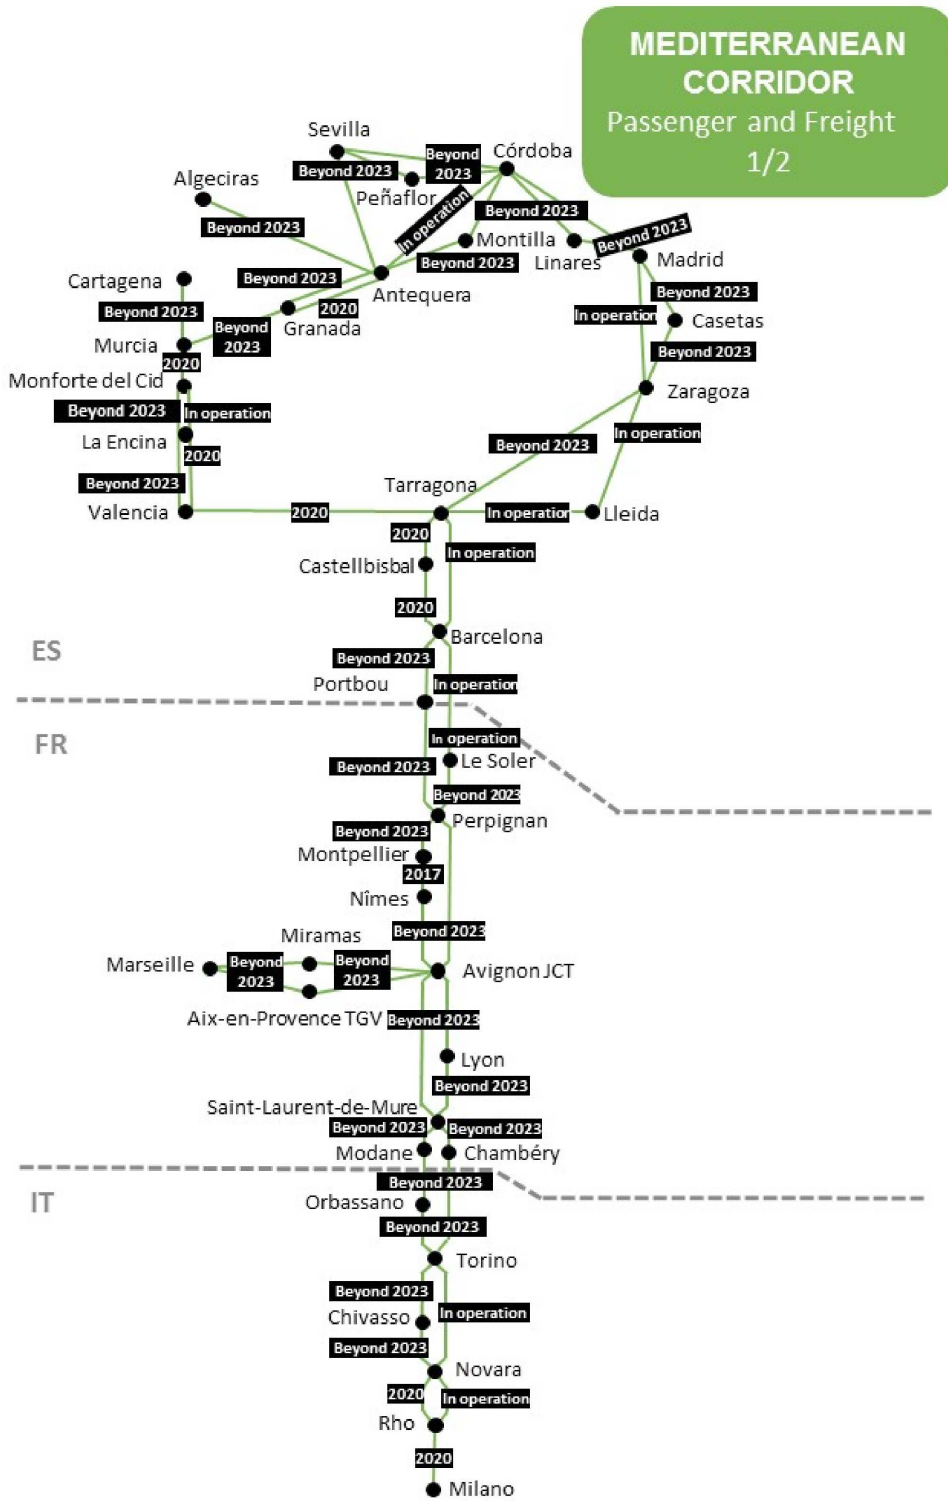 MEDITERRANEAN
CORRIDOR
Passenger and Freight
1/2
Sevilla
Córdoba
Beyond
2023
Beyond 2023
Algeciras
Peñaflor
In operation
Beyond 2023
Beyond 2023
Montilla
Beyond 2023
Linares
Madrid
Beyond 2023
Beyond 2023
Cartagena
Antequera
Beyond 2023
Beyond 2023
2020
In operation
Casetas
Granada
Beyond
2023
Murcia
Beyond 2023
2020
Monforte del Cid
Zaragoza
Beyond 2023
In operation
La Encina
In operation
Beyond 2023
2020
Beyond 2023
Tarragona
Valencia
2020
In operation
Lleida
2020
In operation
Castellbisbal
2020
Barcelona
ES
Beyond 2023
Portbou
In operation
FR
In operation
Le Soler
Beyond 2023
Beyond 2023
Perpignan
Beyond 2023
Montpellier
2017
Nîmes
Beyond 2023
Miramas
Marseille
Beyond
2023
Beyond
2023
Avignon JCT
Aix-en-Provence TGV
Beyond 2023
Lyon
Beyond 2023
Saint-Laurent-de-Mure
Beyond 2023
Beyond 2023
Modane
Chambéry
IT
Beyond 2023
Orbassano
Beyond 2023
Torino
Beyond 2023
Chivasso
In operation
Beyond 2023
Novara
2020
In operation
Rho
2020
Milano